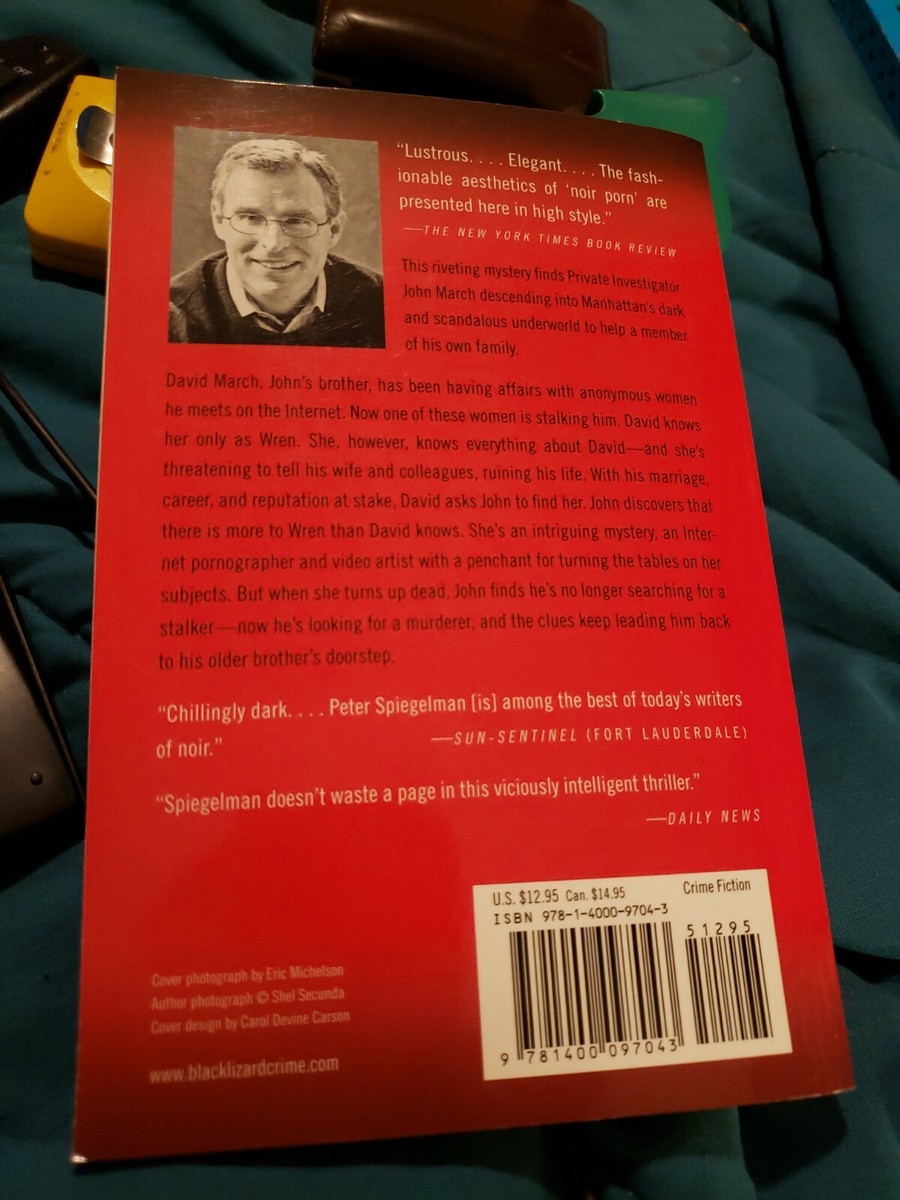 “Lustrous. . . . Elegant. . . . The fash-
ionable aesthetics of ‘noir porn’ are
presented here in high style.”
—THE NEW YORK TIMES BOOK REVIEW
This riveting mystery finds Private Investigator
John March descending into Manhattan's dark
and scandalous underworld to help a member
of his own family.
David March, John's brother, has been having affairs with anonymous women
he meets on the Internet. Now one of these women is stalking him. David knows
her only as Wren. She, however, knows everything about David—and she's
threatening to tell his wife and colleagues, ruining his life. With his marriage,
career, and reputation at stake, David asks John to find her. John discovers that
there is more to Wren than David knows. She's an intriguing mystery, an Inter-
net pornographer and video artist with a penchant for turning the tables on her
subjects. But when she turns up dead, John finds he's no longer searching for a
stalker—now he's looking for a murderer, and the clues keep leading him back
to his older brother's doorstep.
“Chillingly dark. . . . Peter Spiegelman [is] among the best of today's writers
of noir.” —SUN-SENTINEL (FORT LAUDERDALE)
“Spiegelman doesn't waste a page in this viciously intelligent thriller.”
—DAILY NEWS
U.S. $12.95 Can. $14.95 Crime Fiction
ISBN 978-1-4000-9704-3
51295
9 781400 097043
Cover photograph by Eric Michelson
Author photograph © Shel Secunda
Cover design by Carol Devine Carson
www.blacklizardcrime.com